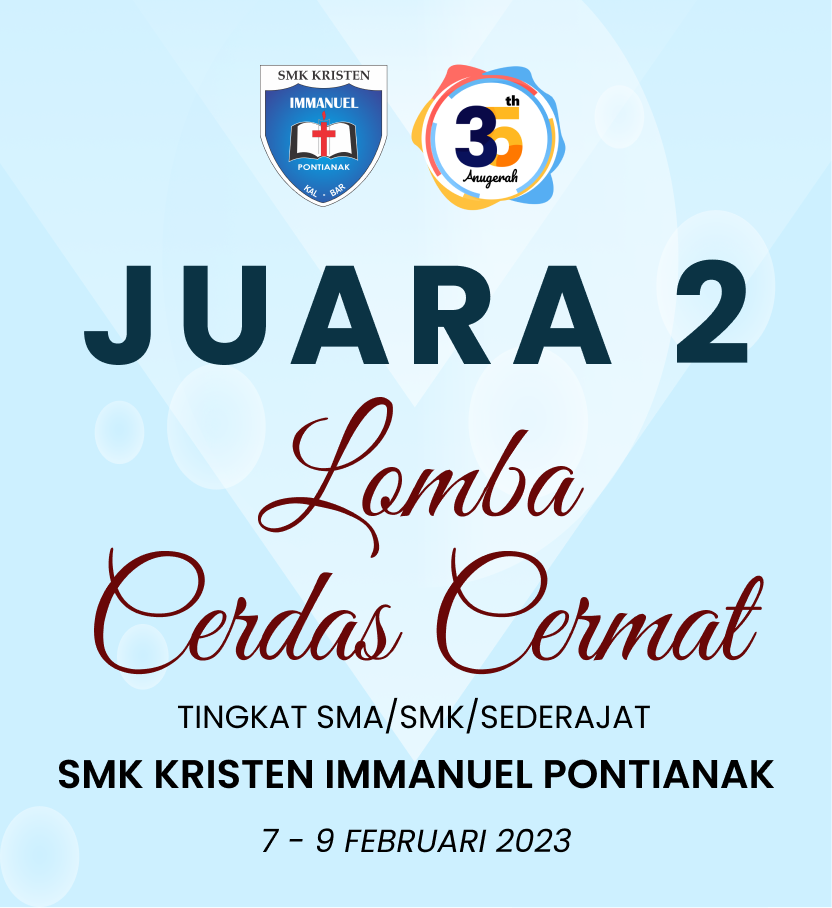 SMK KRISTEN
IMMANUEL
PONTIANAK
KAL - BAR
35th
Anugerah
JUARA 2
Lomba
Cerdas Cermat
TINGKAT SMA/SMK/SEDERAJAT
SMK KRISTEN IMMANUEL PONTIANAK
7 - 9 FEBRUARI 2023